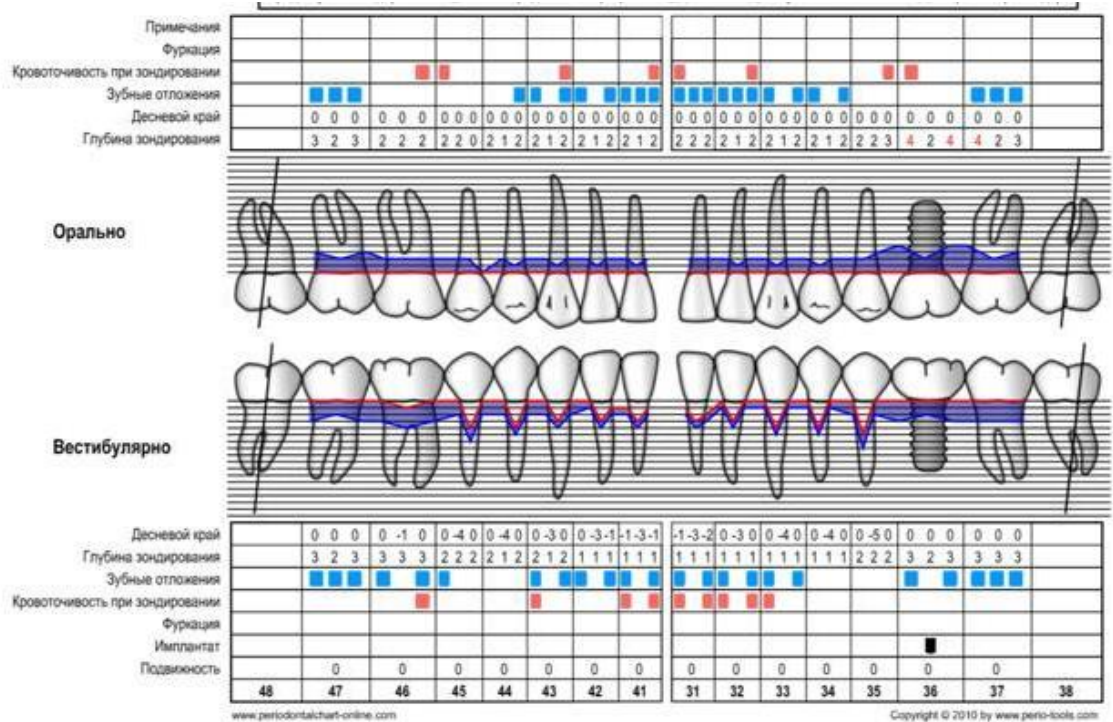 Примечания
Фуркация
Кровоточивость при зондировании
Зубные отложения
Десневой край 0 0 0 0 0 0 0 0 0 0 0 0 0 0 0 0 0 0 0 0 0 0 0 0 0 0 0 0 0 0 0 0 0 0 0 0 0 0 0 0 0 0
Глубина зондирования 3 2 3 2 2 2 2 2 0 2 1 2 2 1 2 2 1 2 2 1 2 2 2 2 2 1 2 2 1 2 2 1 2 2 2 3 4 2 4 4 2 3
Орально
Вестибулярно
Десневой край 0 0 0 0 -1 0 0 -4 0 0 -4 0 0 -3 0 0 -3 -1 -1 -3 -1 -1 -3 -2 0 -3 0 0 -4 0 0 -4 0 0 -5 0 0 0 0 0 0 0
Глубина зондирования 3 2 3 3 3 3 2 2 2 2 1 2 2 1 2 1 1 1 1 1 1 1 1 1 1 1 1 1 1 1 1 1 1 2 2 2 3 2 3 3 3 3
Зубные отложения
Кровоточивость при зондировании
Фуркация
Имплантат
Подвижность 0 0 0 0 0 0 0 0 0 0 0 0 0 0
48 47 46 45 44 43 42 41 31 32 33 34 35 36 37 38
www.periodontalchart-online.com Copyright © 2010 by www.perio-tools.com